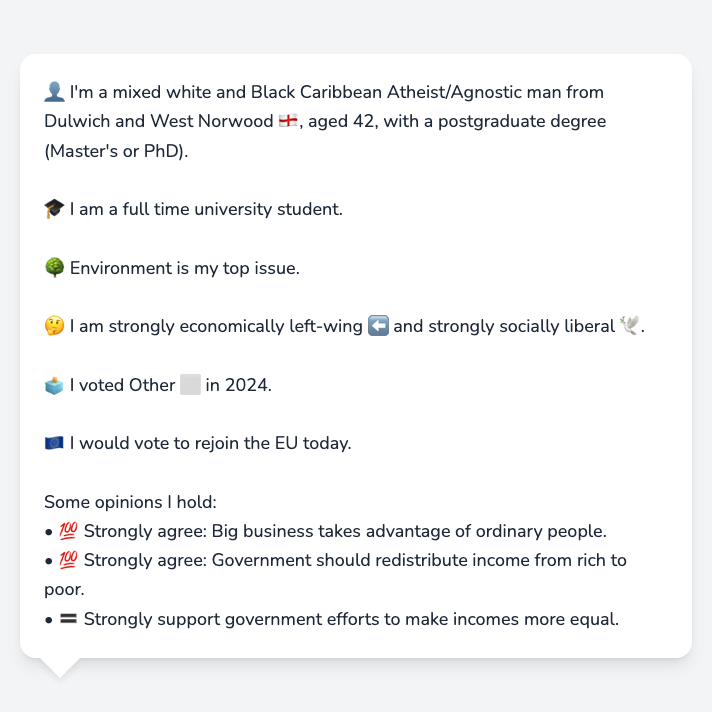 👤 I'm a mixed white and Black Caribbean Atheist/Agnostic man from
Dulwich and West Norwood 🏴󠁧󠁢󠁥󠁮󠁧󠁿, aged 42, with a postgraduate degree
(Master's or PhD).
🎓 I am a full time university student.
🌳 Environment is my top issue.
🤔 I am strongly economically left-wing ⬅️ and strongly socially liberal 🕊️.
🗳️ I voted Other ⬜ in 2024.
🇪🇺 I would vote to rejoin the EU today.
Some opinions I hold:
• 💯 Strongly agree: Big business takes advantage of ordinary people.
• 💯 Strongly agree: Government should redistribute income from rich to
poor.
• 🟰 Strongly support government efforts to make incomes more equal.